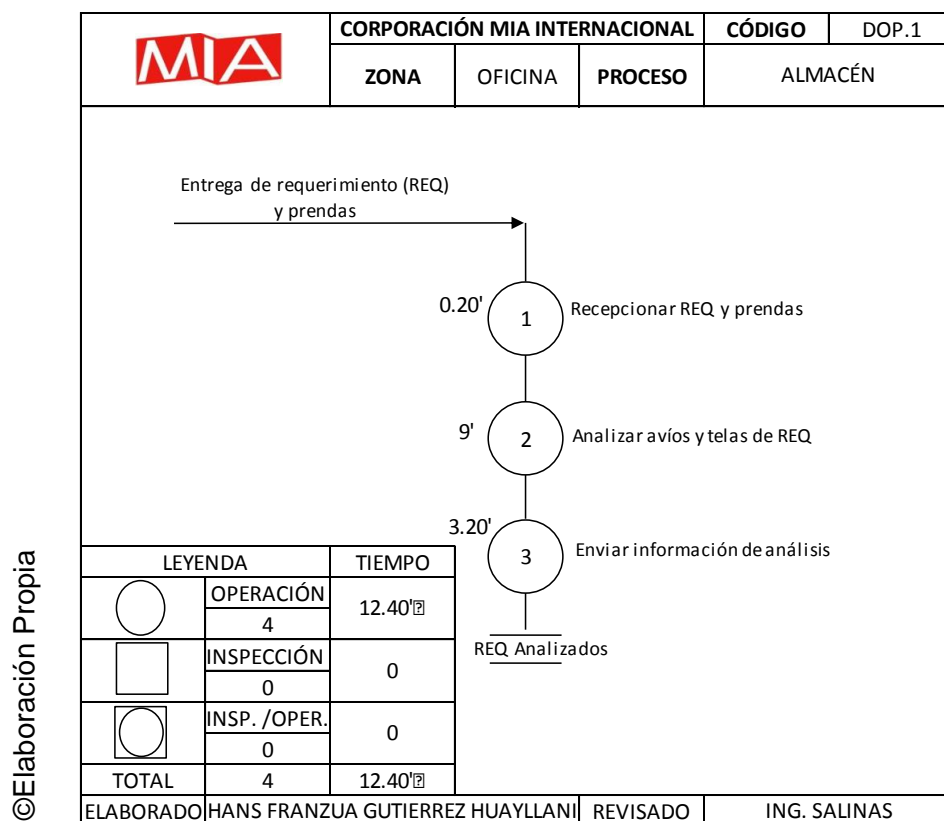 MIA
CORPORACIÓN MIA INTERNACIONAL CÓDIGO DOP.1
ZONA OFICINA PROCESO ALMACÉN
Entrega de requerimiento (REQ)
y prendas
0.20' 1 Recepcionar REQ y prendas
9' 2 Analizar avíos y telas de REQ
3.20' 3 Enviar información de análisis
REQ Analizados
LEYENDA TIEMPO
OPERACIÓN
4
12.40'
INSPECCIÓN
0
0
INSP. /OPER.
0
0
TOTAL 4 12.40'
ELABORADO HANS FRANZUA GUTIERREZ HUAYLLANI REVISADO ING. SALINAS
©Elaboración Propia